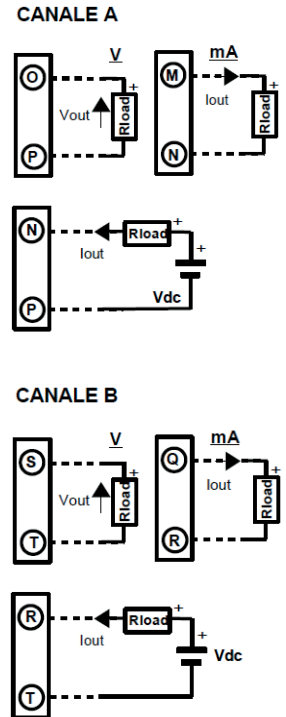 CANALE A
V
mA
O
+
Vout
Rload
P
M
+
Iout
Rload
N
N
Rload
+
Iout
+
Vdc
P
CANALE B
V
mA
S
+
Vout
Rload
T
Q
+
Iout
Rload
R
R
Rload
+
Iout
+
Vdc
T